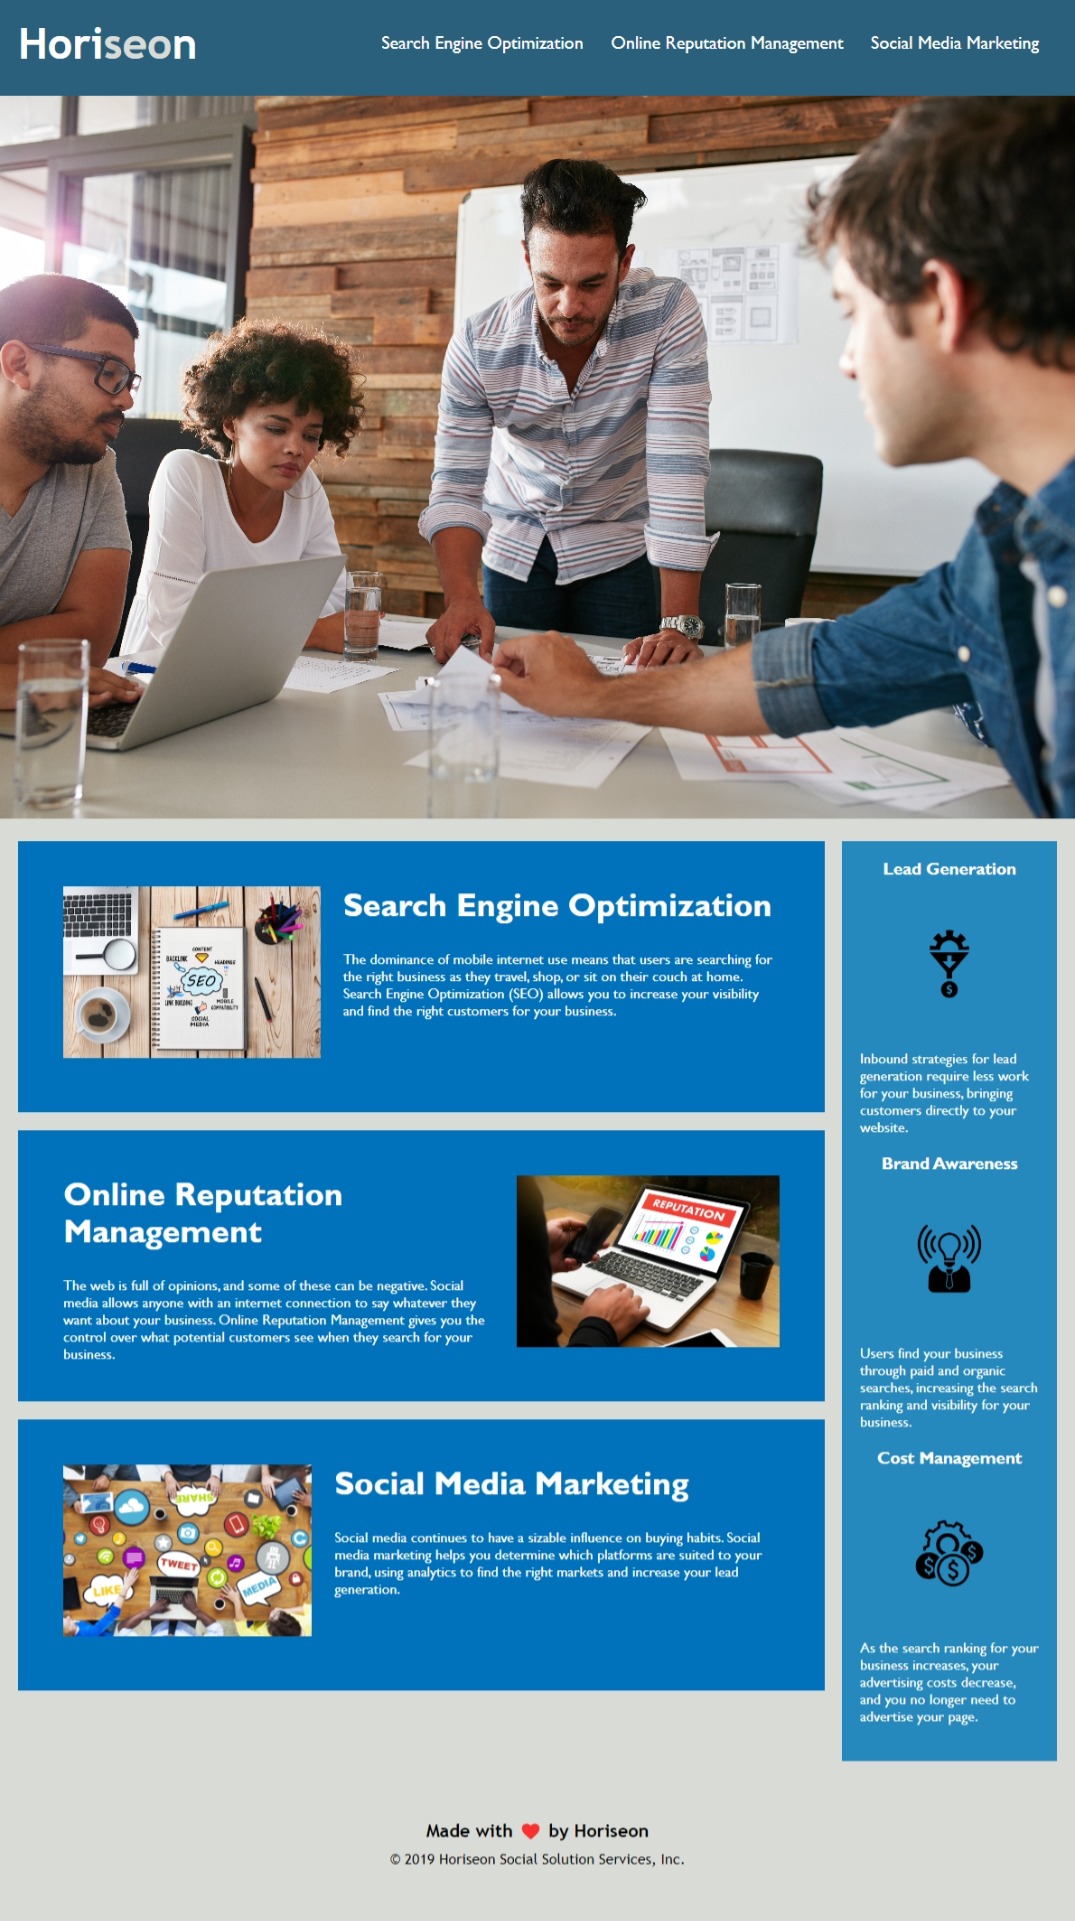 Horiseon
Search Engine Optimization
Online Reputation Management
Social Media Marketing
Search Engine Optimization
The dominance of mobile internet use means that users are searching for
the right business as they travel, shop, or sit on their couch at home.
Search Engine Optimization (SEO) allows you to increase your visibility
and find the right customers for your business.
CONTENT
BACKLINK
HEADINGS
SEO
LINK BUILDING
MOBILE
COMPATIBILITY
SOCIAL
MEDIA
Online Reputation
Management
The web is full of opinions, and some of these can be negative. Social
media allows anyone with an internet connection to say whatever they
want about your business. Online Reputation Management gives you the
control over what potential customers see when they search for your
business.
REPUTATION
Social Media Marketing
Social media continues to have a sizable influence on buying habits. Social
media marketing helps you determine which platforms are suited to your
brand, using analytics to find the right markets and increase your lead
generation.
SHARE
TWEET
LIKE
MEDIA
Lead Generation
$
Inbound strategies for lead
generation require less work
for your business, bringing
customers directly to your
website.
Brand Awareness
Users find your business
through paid and organic
searches, increasing the search
ranking and visibility for your
business.
Cost Management
$ $ $
As the search ranking for your
business increases, your
advertising costs decrease,
and you no longer need to
advertise your page.
Made with ❤️ by Horiseon
© 2019 Horiseon Social Solution Services, Inc.